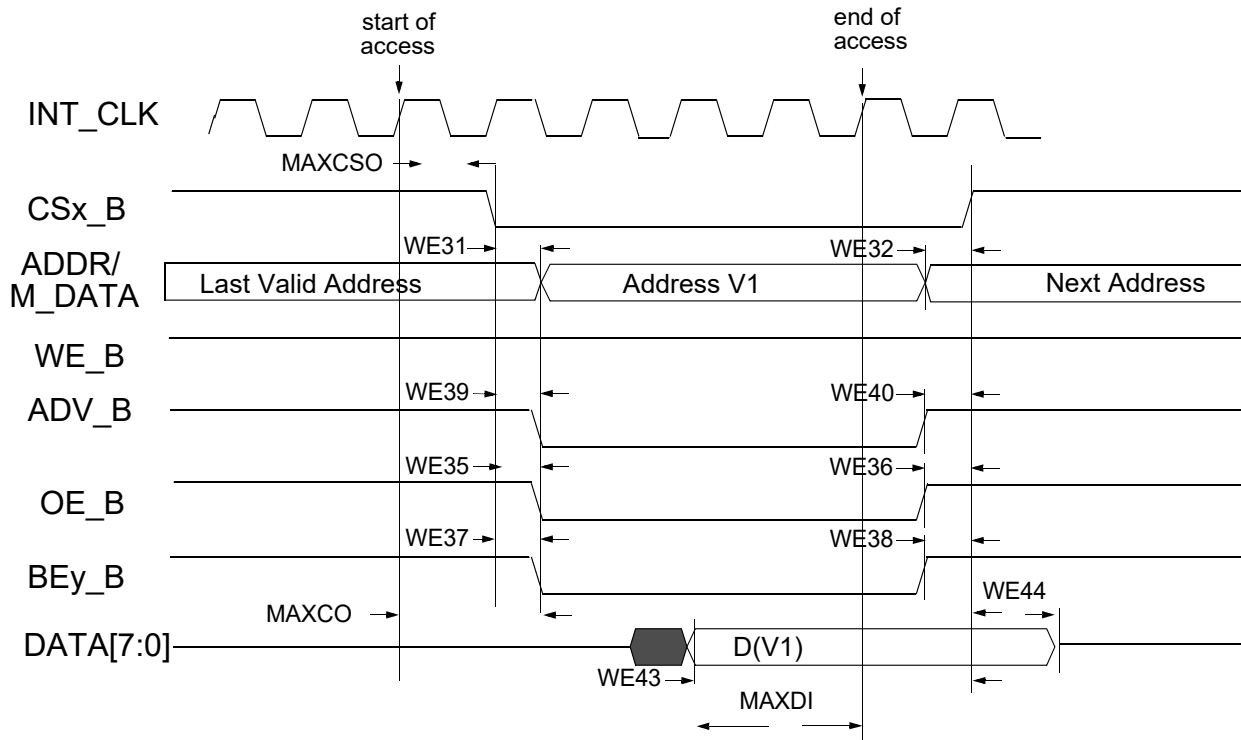 start of
access
end of
access
INT_CLK
MAXCSO
CSx_B
WE31
WE32
ADDR/
M_DATA
Last Valid Address
Address V1
Next Address
WE_B
WE39
WE40
ADV_B
WE35
WE36
OE_B
WE37
WE38
BEy_B
WE44
MAXCO
DATA[7:0]
D(V1)
WE43
MAXDI